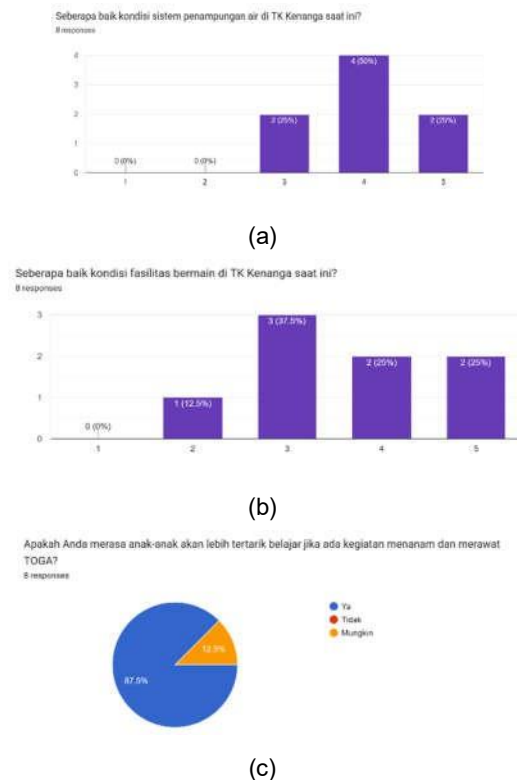 Seberapa baik kondisi sistem penampungan air di TK Kenanga saat ini?
8 responses
4
3
2
1
0
0 (0%)
0 (0%)
2 (25%)
4 (50%)
2 (25%)
1
2
3
4
5
(a)
Seberapa baik kondisi fasilitas bermain di TK Kenanga saat ini?
8 responses
3
2
1
0
0 (0%)
1 (12,5%)
3 (37,5%)
2 (25%)
2 (25%)
1
2
3
4
5
(b)
Apakah Anda merasa anak-anak akan lebih tertarik belajar jika ada kegiatan menanam dan merawat
TOGA?
8 responses
87,5%
12,5%
Ya
Tidak
Mungkin
(c)